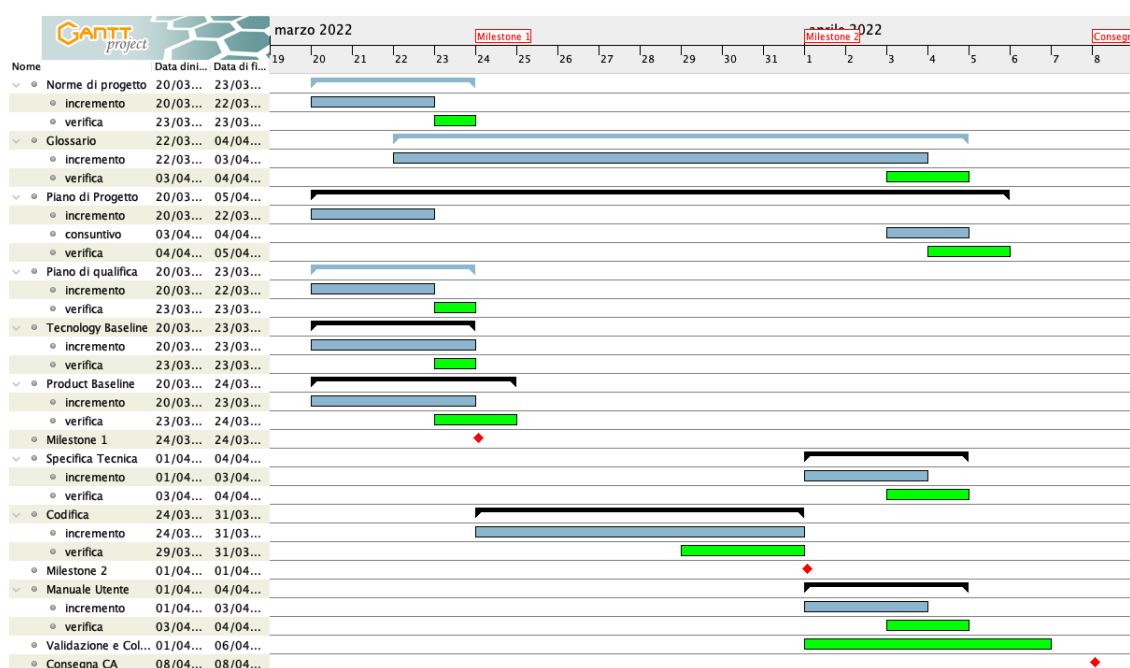 GANTT
project
marzo 2022
aprile 2022
Milestone 1
Milestone 2
Consegn
Nome Data dini... Data di fi...
19 20 21 22 23 24 25 26 27 28 29 30 31 1 2 3 4 5 6 7 8
Norme di progetto 20/03... 23/03...
incremento 20/03... 22/03...
verifica 23/03... 23/03...
Glossario 22/03... 04/04...
incremento 22/03... 03/04...
verifica 03/04... 04/04...
Piano di Progetto 20/03... 05/04...
incremento 20/03... 22/03...
consuntivo 03/04... 04/04...
verifica 04/04... 05/04...
Piano di qualifica 20/03... 23/03...
incremento 20/03... 22/03...
verifica 23/03... 23/03...
Tecnology Baseline 20/03... 23/03...
incremento 20/03... 23/03...
verifica 23/03... 23/03...
Product Baseline 20/03... 24/03...
incremento 20/03... 23/03...
verifica 23/03... 24/03...
Milestone 1 24/03... 24/03...
Specifica Tecnica 01/04... 04/04...
incremento 01/04... 03/04...
verifica 03/04... 04/04...
Codifica 24/03... 31/03...
incremento 24/03... 31/03...
verifica 29/03... 31/03...
Milestone 2 01/04... 01/04...
Manuale Utente 01/04... 04/04...
incremento 01/04... 03/04...
verifica 03/04... 04/04...
Validazione e Col... 01/04... 06/04...
Consegna CA 08/04... 08/04...